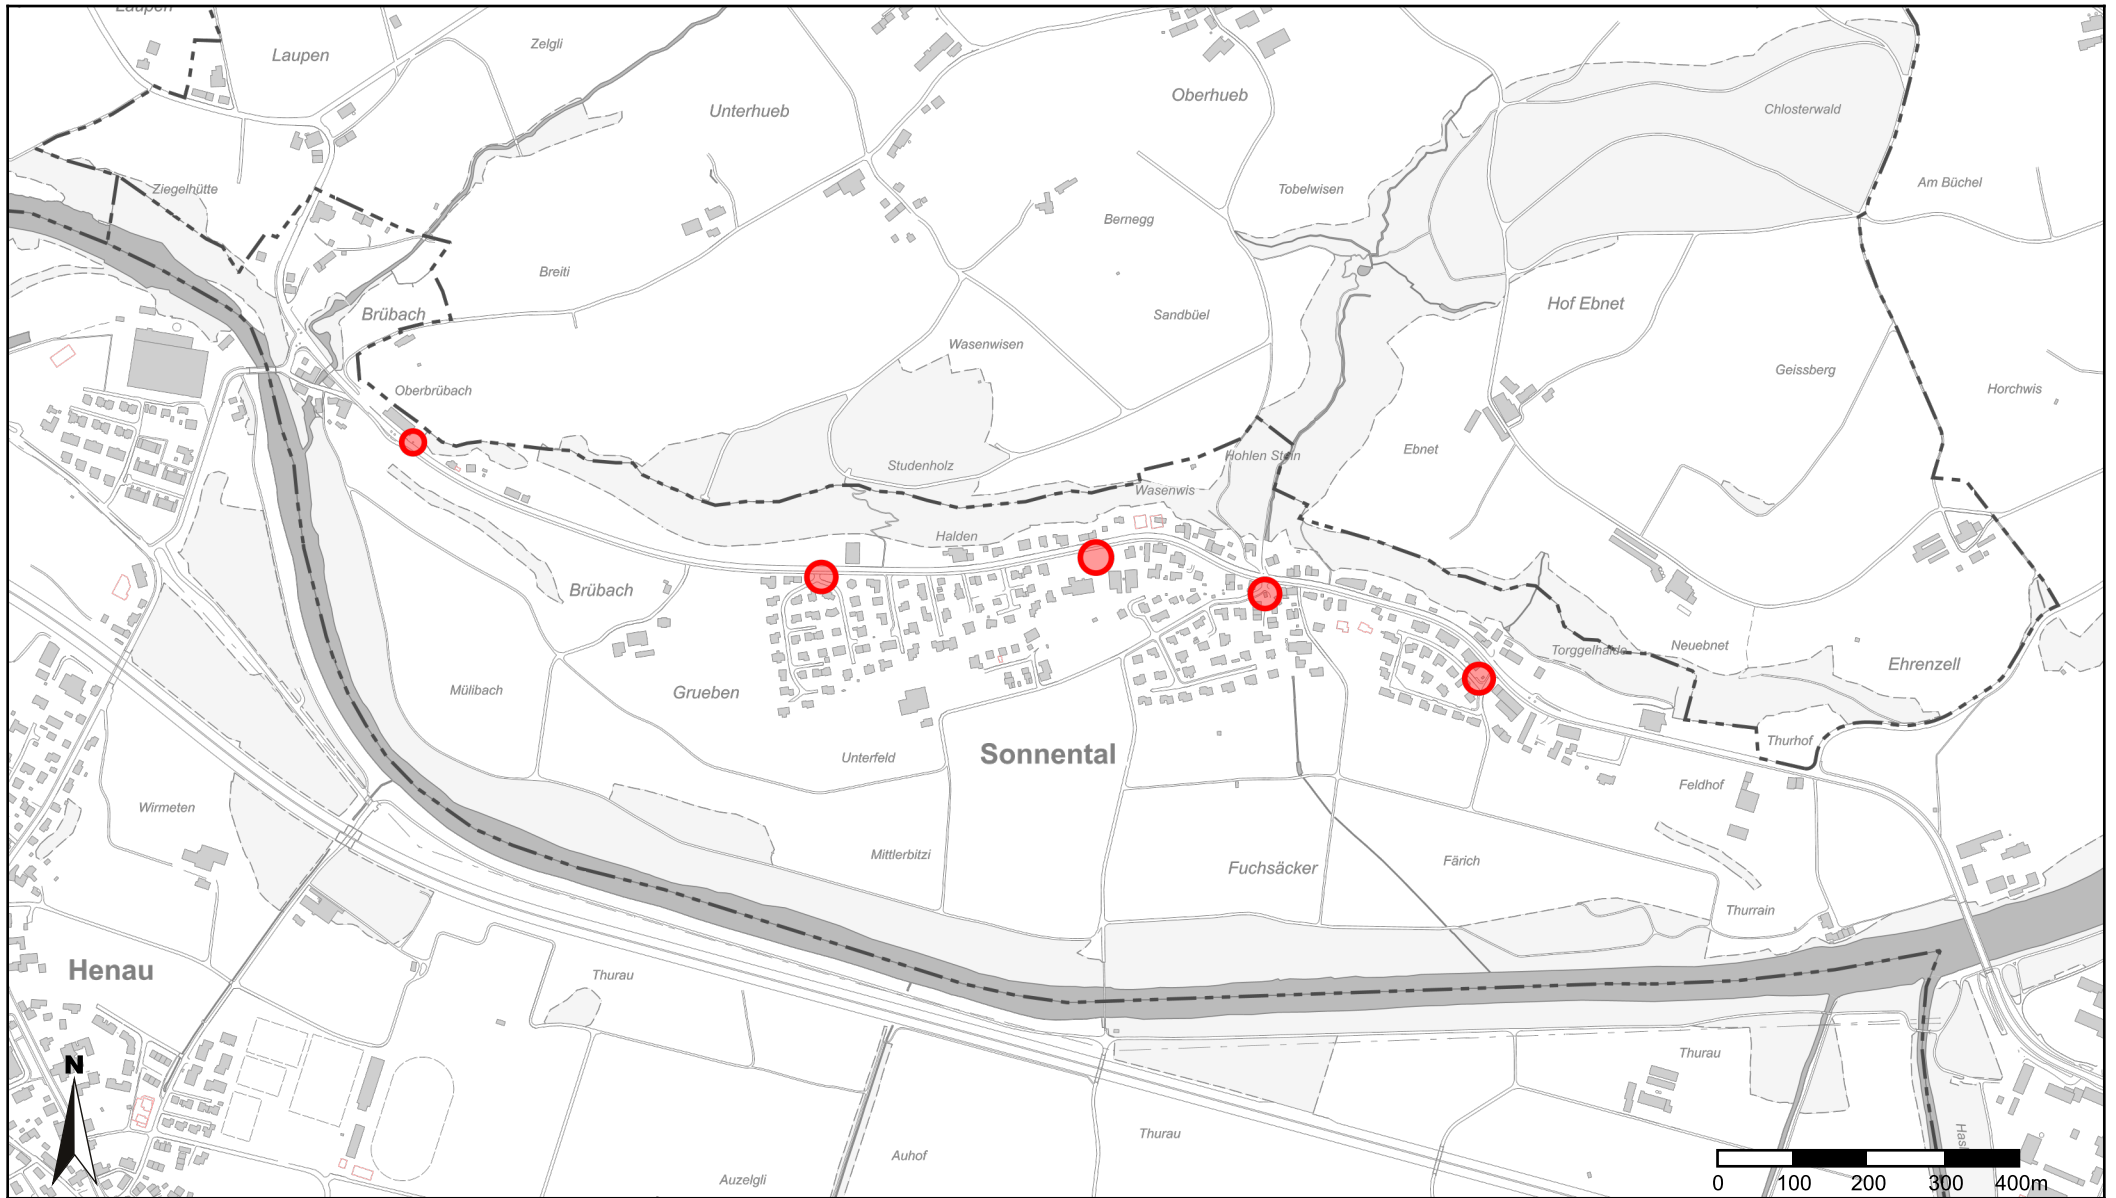 Laupen
Laupen
Zelgli
Unterhueb
Oberhueb
Chlosterwald
Ziegelhütte
Tobelwisen
Am Büchel
Bernegg
Breiti
Brübach
Sandbüel
Hof Ebnet
Wasenwisen
Geissberg
Oberbrübach
Horchwis
Ebnet
Hohlen Stein
Studenholz
Wasenwis
Halden
Brübach
Neuebnet
Torggelhalde
Ehrenzell
Mülibach
Grueben
Thurhof
Unterfeld
Sonnental
Feldhof
Wirmeten
Mittlerbitzi
Fuchsäcker
Färich
Thurrain
Henau
Thurau
Thurau
N
Thurau
Auhof
Auzelgli
0 100 200 300 400m